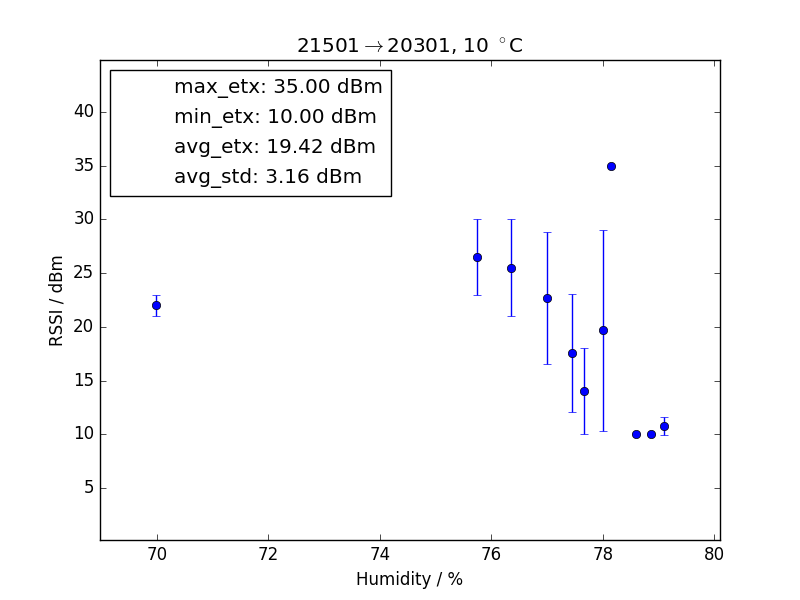 21501→20301, 10 °C
max_etx: 35.00 dBm
min_etx: 10.00 dBm
avg_etx: 19.42 dBm
avg_std: 3.16 dBm
40
35
30
25
20
15
10
5
RSSI / dBm
70 72 74 76 78 80
Humidity / %